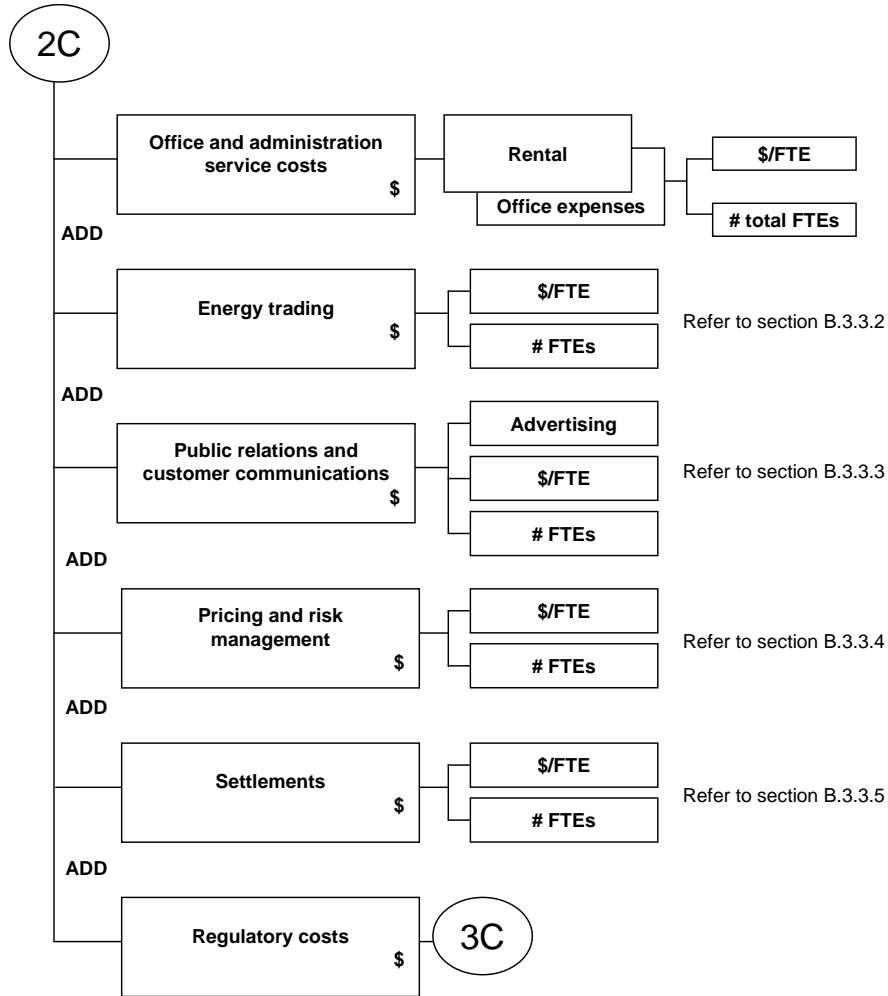 2C
Office and administration
service costs
$
Rental
Office expenses
$/FTE
# total FTEs
ADD
Energy trading
$
$/FTE
# FTEs
Refer to section B.3.3.2
ADD
Public relations and
customer communications
$
Advertising
$/FTE
# FTEs
Refer to section B.3.3.3
ADD
Pricing and risk
management
$
$/FTE
# FTEs
Refer to section B.3.3.4
ADD
Settlements
$
$/FTE
# FTEs
Refer to section B.3.3.5
ADD
Regulatory costs
$
3C